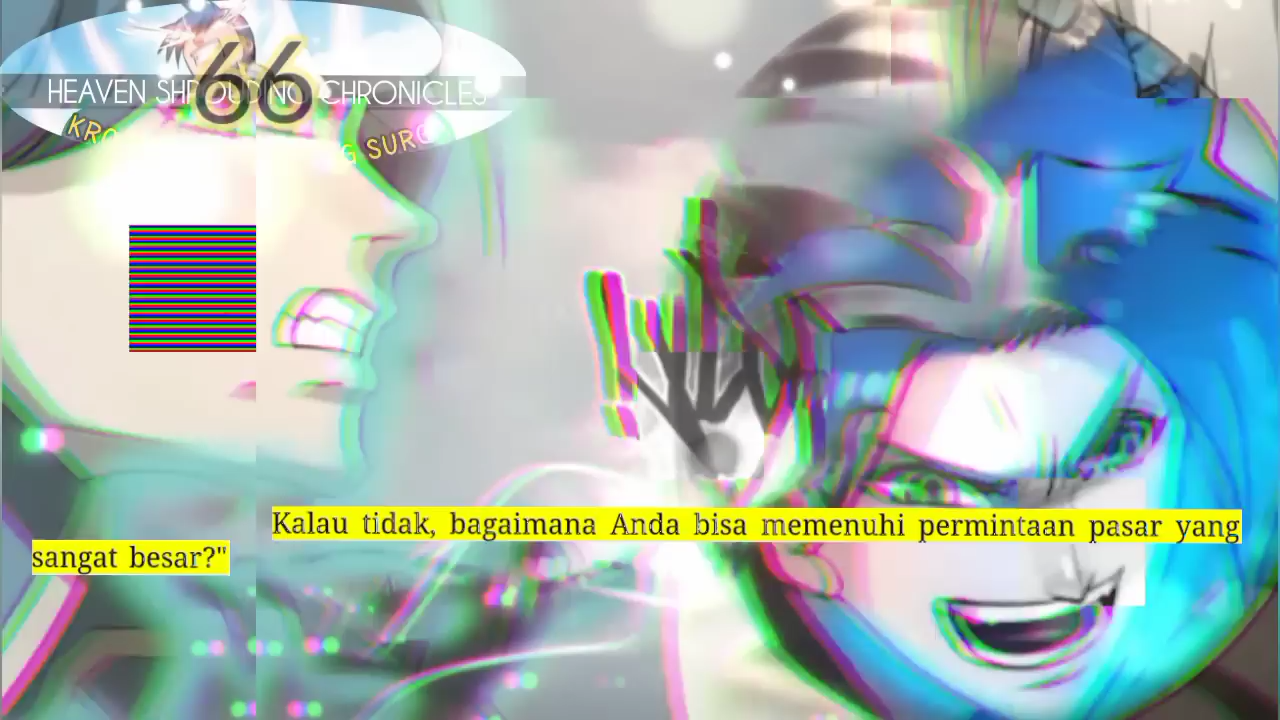 66
HEAVEN SHROUDING CHRONICLES
Kalau tidak, bagaimana Anda bisa memenuhi permintaan pasar yang
sangat besar?"